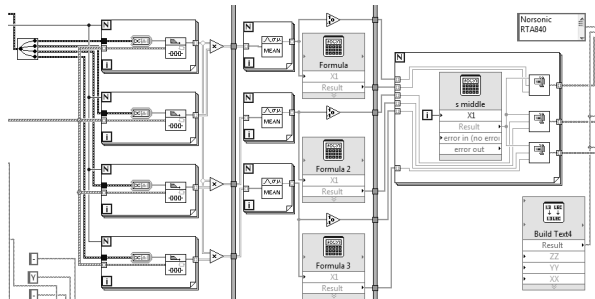 N
i
N
i
N
i
N
i
N
MEAN
i
N
MEAN
i
N
MEAN
i
Formula
X1
Result
Formula 2
X1
Result
Formula 3
X1
Result
N
i
s middle
X1
Result
error in (no erro
error out
Norsonic
RTA840
Build Text4
Result
ZZ
YY
XX
Y